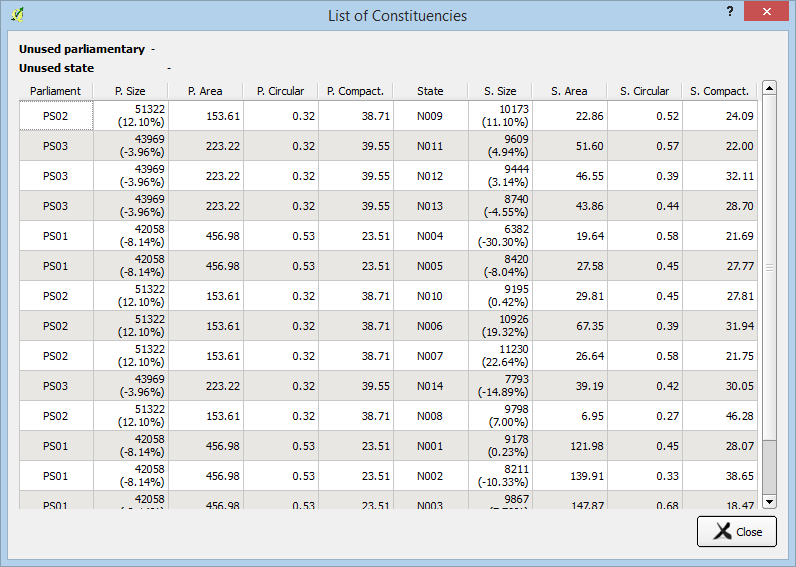 List of Constituencies
?
x
Unused parliamentary -
Unused state -
Parliament P. Size P. Area P. Circular P. Compact. State S. Size S. Area S. Circular S. Compact.
PS02 51322 (12.10%) 153.61 0.32 38.71 N009 10173 (11.10%) 22.86 0.52 24.09
PS03 43969 (-3.96%) 223.22 0.32 39.55 N011 9609 (4.94%) 51.60 0.57 22.00
PS03 43969 (-3.96%) 223.22 0.32 39.55 N012 9444 (3.14%) 46.55 0.39 32.11
PS03 43969 (-3.96%) 223.22 0.32 39.55 N013 8740 (-4.55%) 43.86 0.44 28.70
PS01 42058 (-8.14%) 456.98 0.53 23.51 N004 6382 (-30.30%) 19.64 0.58 21.69
PS01 42058 (-8.14%) 456.98 0.53 23.51 N005 8420 (-8.04%) 27.58 0.45 27.77
PS02 51322 (12.10%) 153.61 0.32 38.71 N010 9195 (0.42%) 29.81 0.45 27.81
PS02 51322 (12.10%) 153.61 0.32 38.71 N006 10926 (19.32%) 67.35 0.39 31.94
PS02 51322 (12.10%) 153.61 0.32 38.71 N007 11230 (22.64%) 26.64 0.58 21.75
PS03 43969 (-3.96%) 223.22 0.32 39.55 N014 7793 (-14.89%) 39.19 0.42 30.05
PS02 51322 (12.10%) 153.61 0.32 38.71 N008 9798 (7.00%) 6.95 0.27 46.28
PS01 42058 (-8.14%) 456.98 0.53 23.51 N001 9178 (0.23%) 121.98 0.45 28.07
PS01 42058 (-8.14%) 456.98 0.53 23.51 N002 8211 (-10.33%) 139.91 0.33 38.65
PS01 42058 456.98 0.53 23.51 N003 9867 147.87 0.68 18.47
Close